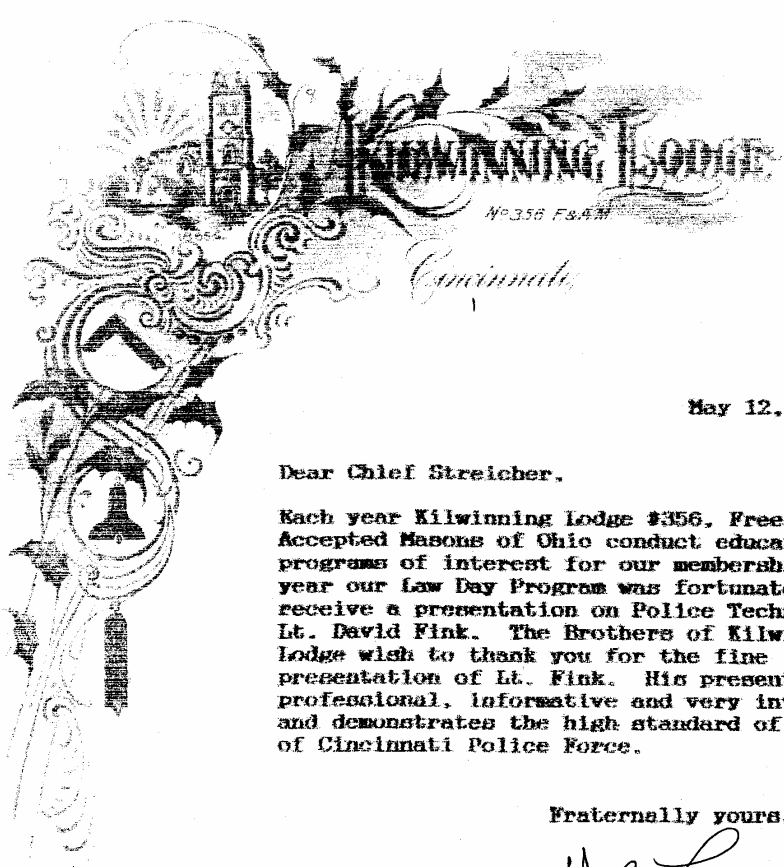 KILWINNING LODGE
No 356 F&AM
Cincinnati,
May 12,
Dear Chief Streicher,
Each year Kilwinning Lodge #356, Free
Accepted Masons of Ohio conduct educa
programs of interest for our membersh
year our Law Day Program was fortunat
receive a presentation on Police Tech
Lt. David Fink. The Brothers of Kilw
Lodge wish to thank you for the fine
presentation of Lt. Fink. His presen
professional, informative and very in
and demonstrates the high standard of
of Cincinnati Police Force.
Fraternally yours,